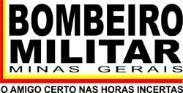 BOMBEIRO
MILITAR
MINAS GERAIS
O AMIGO CERTO NAS HORAS INCERTAS